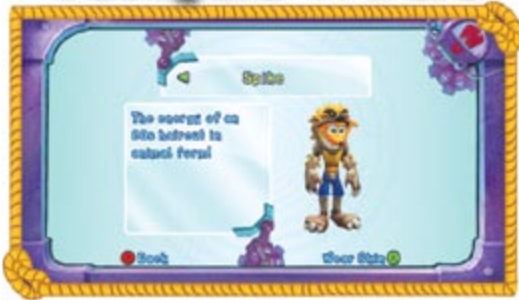 Spike
The energy of an
80s haircut in
animal form!
Back
Wear Skin